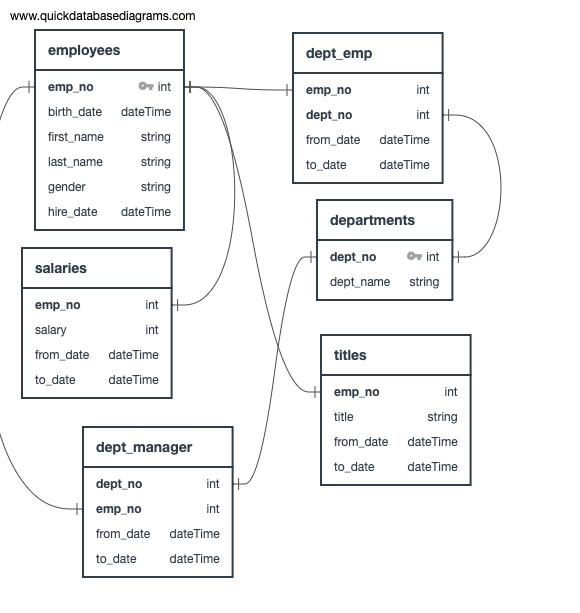 www.quickdatabasediagrams.com
employees
emp_no int
birth_date dateTime
first_name string
last_name string
gender string
hire_date dateTime
dept_emp
emp_no int
dept_no int
from_date dateTime
to_date dateTime
departments
dept_no int
dept_name string
salaries
emp_no int
salary int
from_date dateTime
to_date dateTime
titles
emp_no int
title string
from_date dateTime
to_date dateTime
dept_manager
dept_no int
emp_no int
from_date dateTime
to_date dateTime